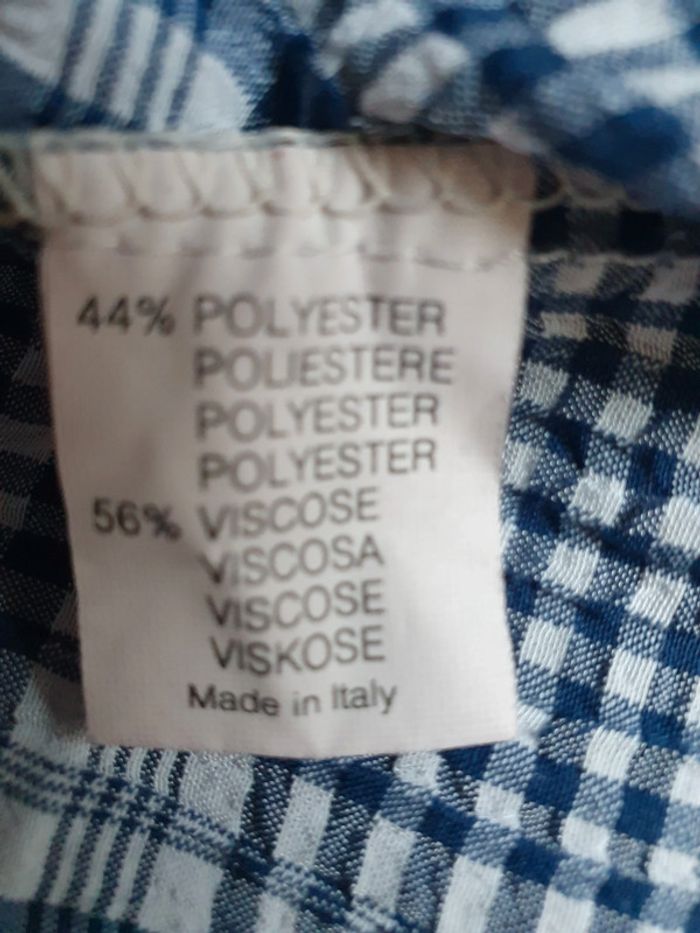 44% POLYESTER
POLIESTERE
POLYESTER
POLYESTER
56% VISCOSE
VISCOSA
VISCOSE
VISKOSE
Made in Italy